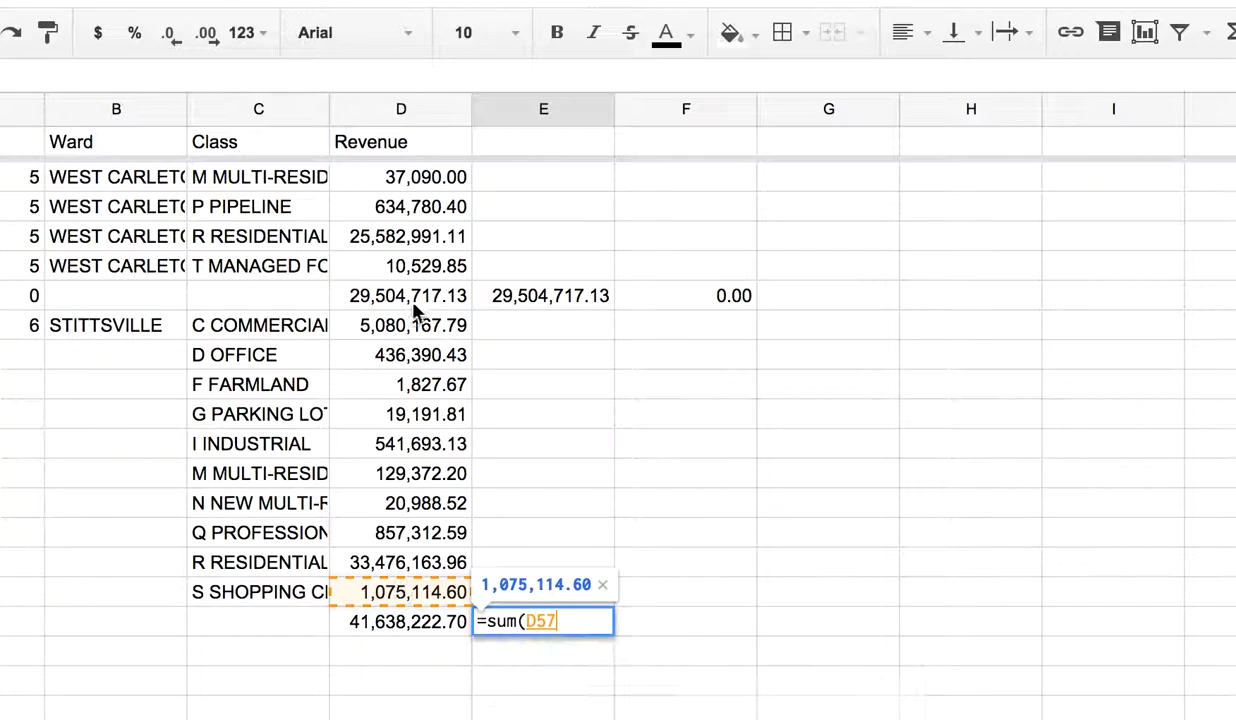 $ % .0 .00 123 Arial 10 B I S A Σ
B C D E F G H I
Ward Class Revenue
5 WEST CARLETO M MULTI-RESID 37,090.00
5 WEST CARLETO P PIPELINE 634,780.40
5 WEST CARLETO R RESIDENTIAL 25,582,991.11
5 WEST CARLETO T MANAGED FO 10,529.85
0 29,504,717.13 29,504,717.13 0.00
6 STITTSVILLE C COMMERCIAL 5,080,167.79
D OFFICE 436,390.43
F FARMLAND 1,827.67
G PARKING LOT 19,191.81
I INDUSTRIAL 541,693.13
M MULTI-RESID 129,372.20
N NEW MULTI-R 20,988.52
Q PROFESSION 857,312.59
R RESIDENTIAL 33,476,163.96
1,075,114.60 ×
S SHOPPING CE 1,075,114.60
41,638,222.70 =sum(D57